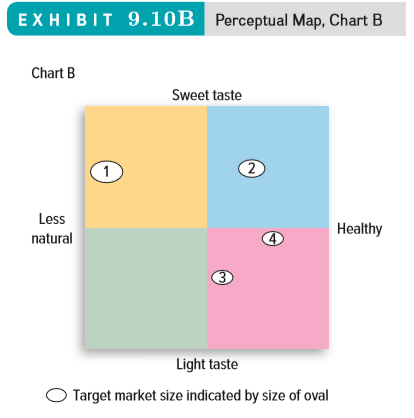 EXHIBIT 9.10B Perceptual Map, Chart B
Chart B
Sweet taste
1
2
Less
natural
Healthy
4
3
Light taste
Target market size indicated by size of oval